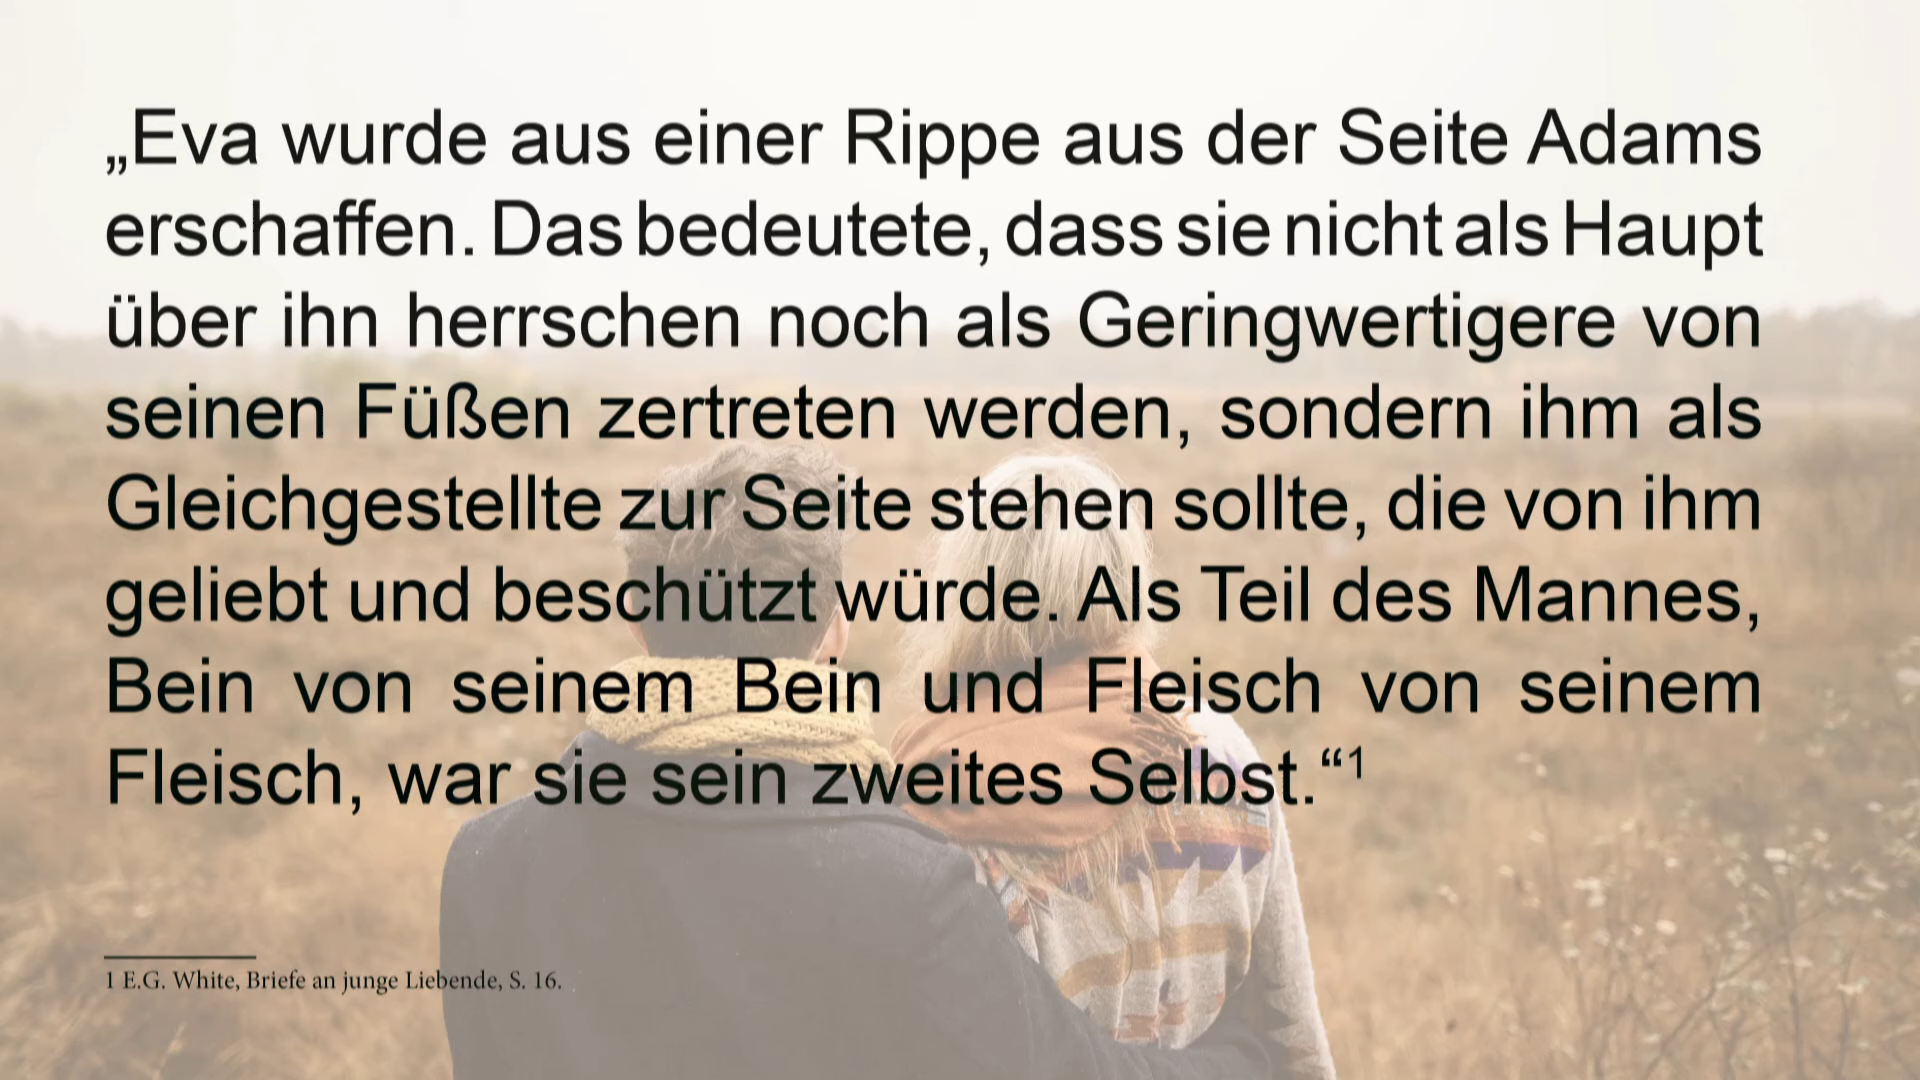 „Eva wurde aus einer Rippe aus der Seite Adams
erschaffen. Das bedeutete, dass sie nicht als Haupt
über ihn herrschen noch als Geringwertigere von
seinen Füßen zertreten werden, sondern ihm als
Gleichgestellte zur Seite stehen sollte, die von ihm
geliebt und beschützt würde. Als Teil des Mannes,
Bein von seinem Bein und Fleisch von seinem
Fleisch, war sie sein zweites Selbst.“¹
1 E.G. White, Briefe an junge Liebende, S. 16.